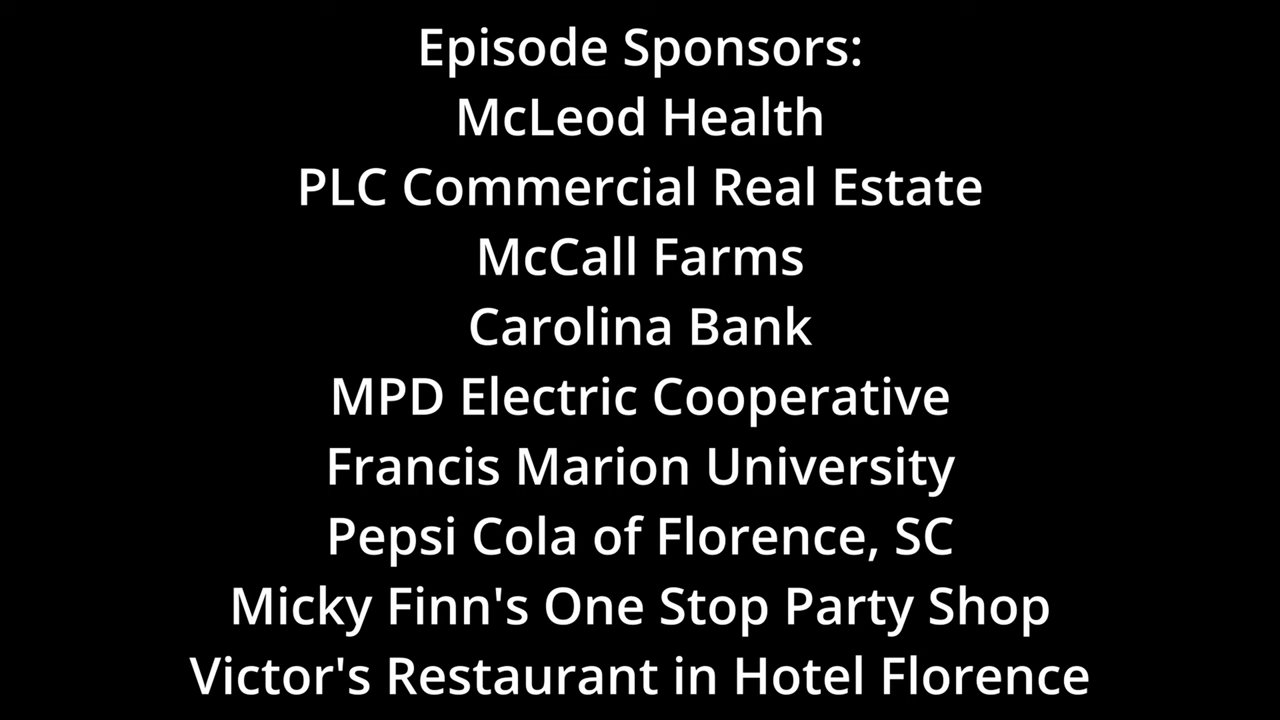 Episode Sponsors:
McLeod Health
PLC Commercial Real Estate
McCall Farms
Carolina Bank
MPD Electric Cooperative
Francis Marion University
Pepsi Cola of Florence, SC
Micky Finn's One Stop Party Shop
Victor's Restaurant in Hotel Florence